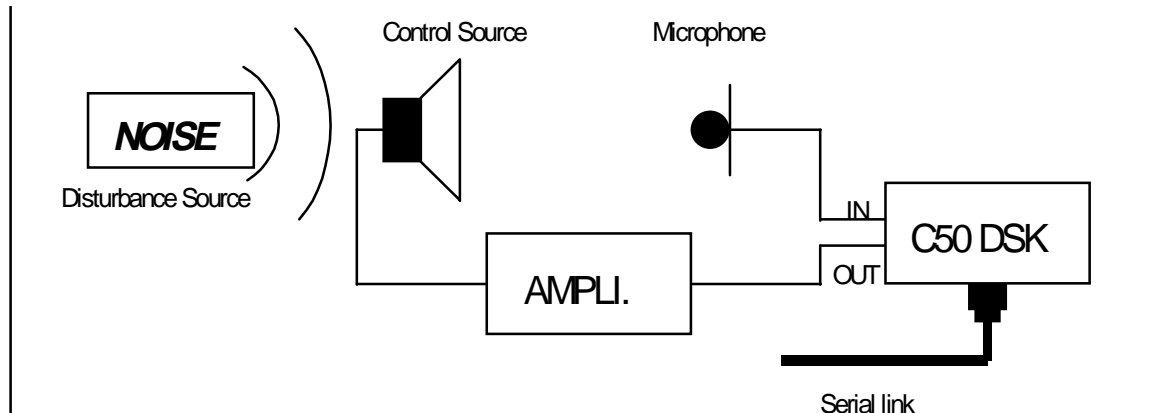 Control Source
Microphone
NOISE
Disturbance Source
IN
C50 DSK
OUT
AMPLI.
Serial link